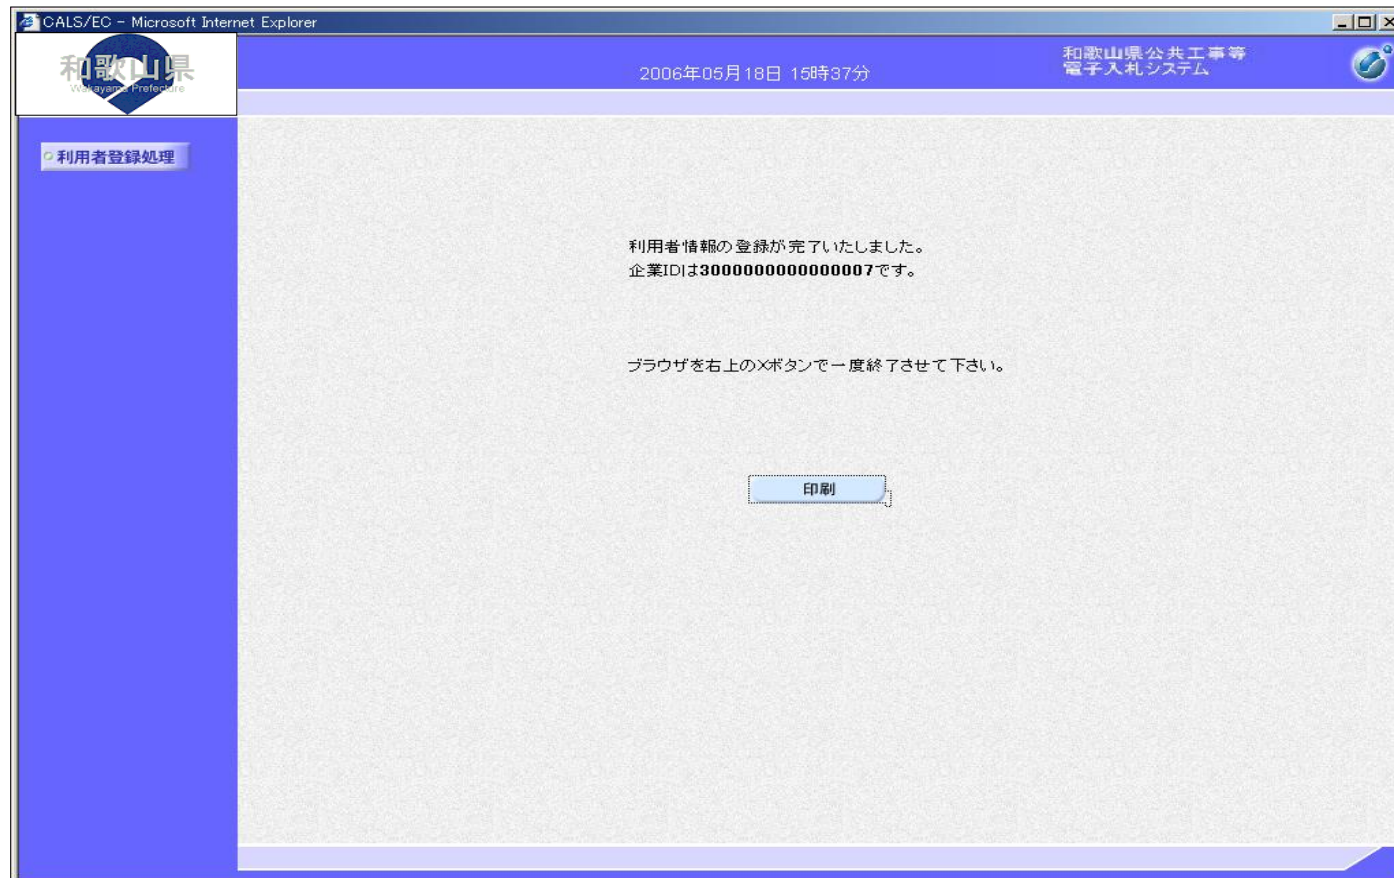 CALS/EC - Microsoft Internet Explorer
和歌山県
Wakayama Prefecture
2006年05月18日 15時37分
和歌山県公共工事等
電子入札システム
利用者登録処理
利用者情報の登録が完了いたしました。
企業IDは3000000000000007です。
ブラウザを右上の×ボタンで一度終了させて下さい。
印刷